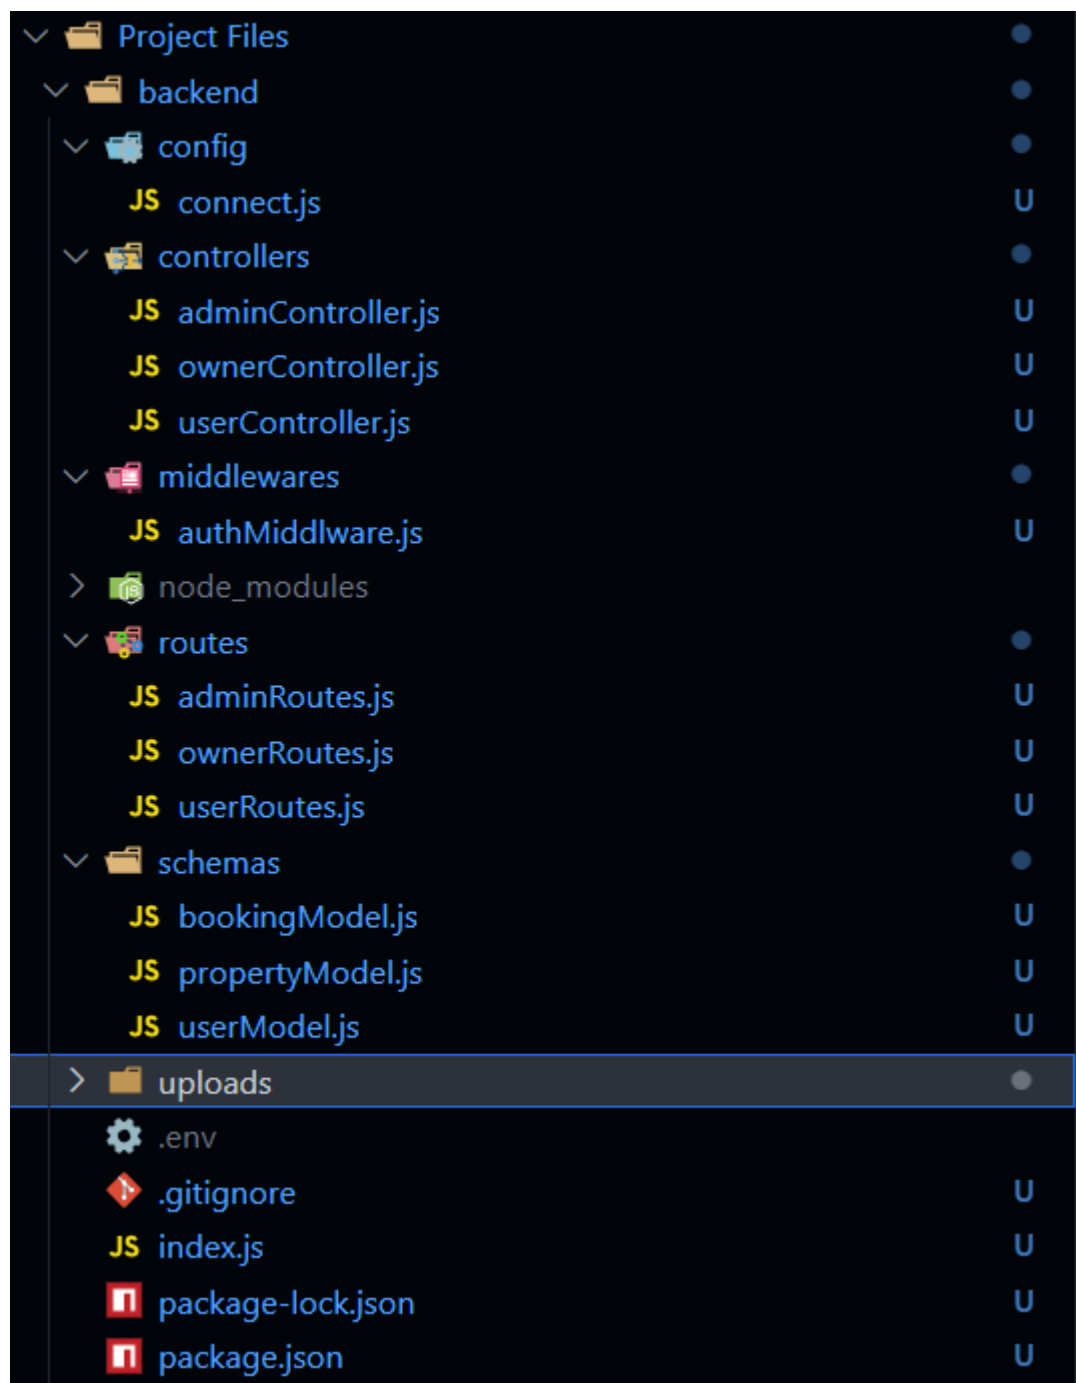 Project Files
backend
config
JS connect.js U
controllers
JS adminController.js U
JS ownerController.js U
JS userController.js U
middlewares
JS authMiddlware.js U
node_modules
routes
JS adminRoutes.js U
JS ownerRoutes.js U
JS userRoutes.js U
schemas
JS bookingModel.js U
JS propertyModel.js U
JS userModel.js U
uploads
.env
.gitignore U
JS index.js U
package-lock.json U
package.json U